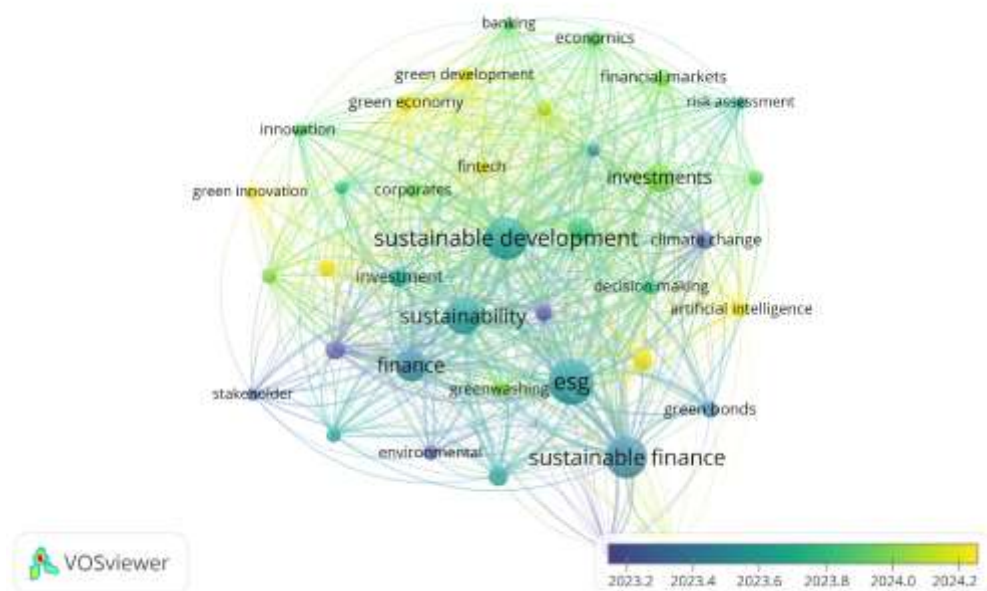 banking
economics
green development
financial markets
green economy
risk assessment
innovation
fintech
investments
green innovation
corporates
sustainable development
climate change
investment
decision making
artificial intelligence
sustainability
finance
esg
greenwashing
stakeholder
green bonds
environmental
sustainable finance
VOSviewer
2023.2 2023.4 2023.6 2023.8 2024.0 2024.2